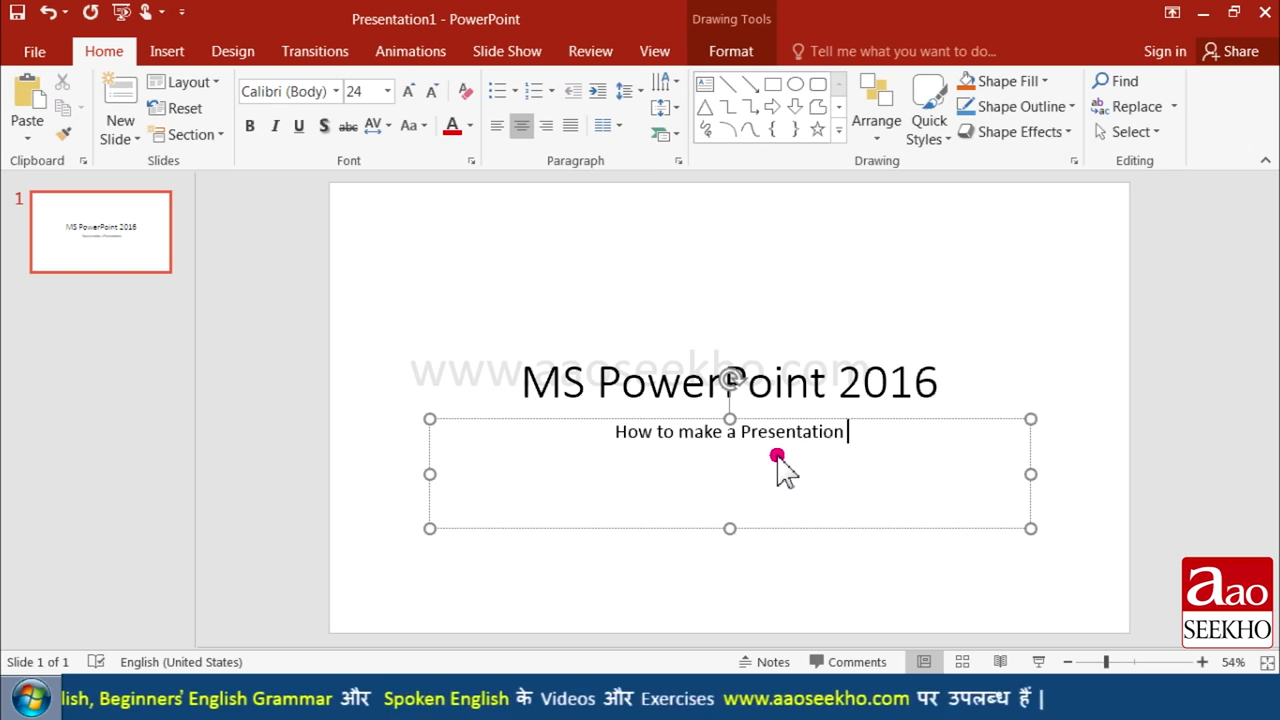 Presentation1 - PowerPoint
Drawing Tools
File Home Insert Design Transitions Animations Slide Show Review View Format Tell me what you want to do... Sign in Share
Paste
New Slide
Layout
Reset
Section
Calibri (Body) 24
B I U S abc AV Aa A
Arrange
Quick Styles
Shape Fill
Shape Outline
Shape Effects
Find
Replace
Select
Clipboard Slides Font Paragraph Drawing Editing
1
MS PowerPoint 2016
www.aaoseekho.com
MS PowerPoint 2016
How to make a Presentation
aao
SEEKHO
Slide 1 of 1 English (United States) Notes Comments 54%
lish, Beginners' English Grammar और Spoken English के Videos और Exercises www.aaoseekho.com पर उपलब्ध हैं |